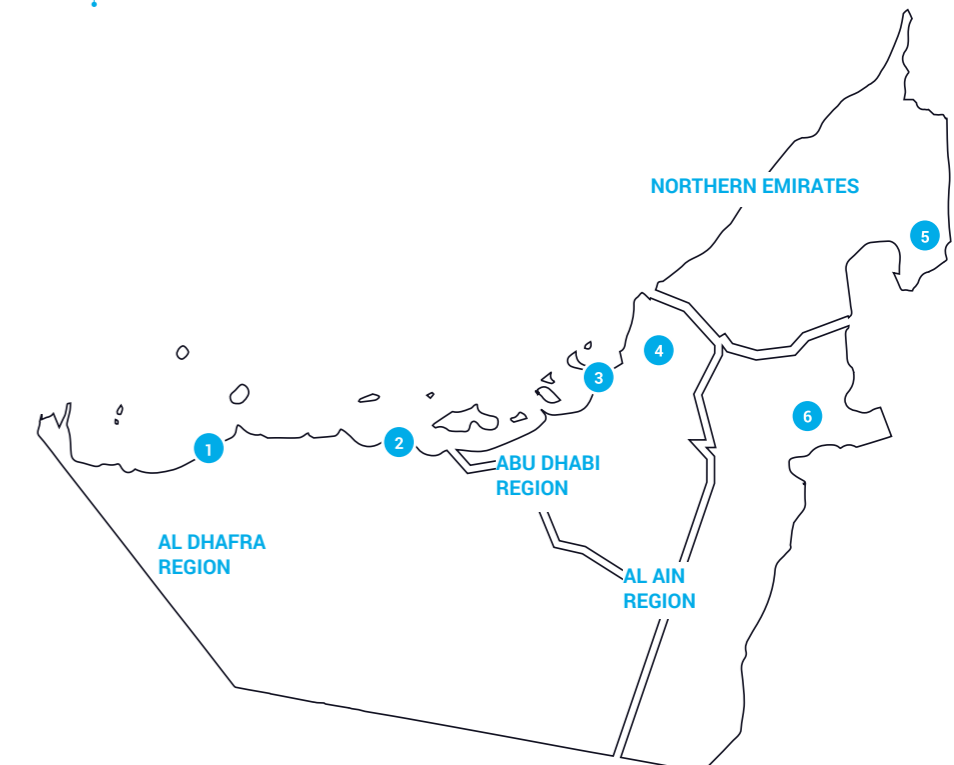 NORTHERN EMIRATES
5
4
3
6
1
2
ABU DHABI
REGION
AL DHAFRA
REGION
AL AIN
REGION